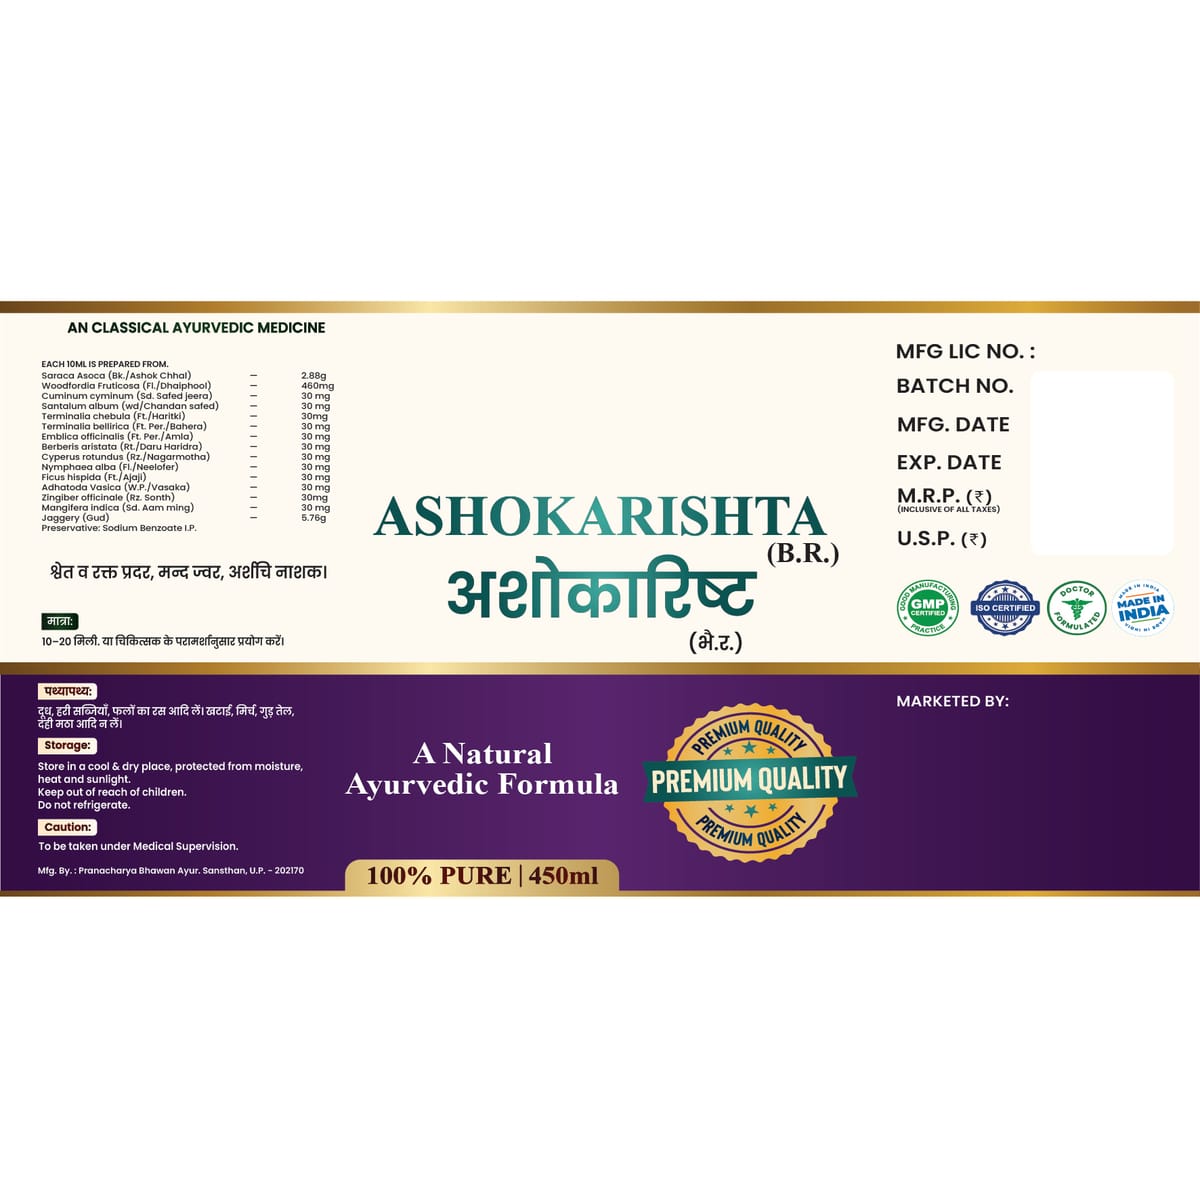 AN CLASSICAL AYURVEDIC MEDICINE
EACH 10ML IS PREPARED FROM.
Saraca Asoca (Bk./Ashok Chhal) – 2.88g
Woodfordia Fruticosa (Fl./Dhaiphool) – 460mg
Cuminum cyminum (Sd. Safed jeera) – 30 mg
Santalum album (wd/Chandan safed) – 30 mg
Terminalia chebula (Ft./Haritki) – 30mg
Terminalia bellirica (Ft. Per./Bahera) – 30 mg
Emblica officinalis (Ft. Per./Amla) – 30 mg
Berberis aristata (Rt./Daru Haridra) – 30 mg
Cyperus rotundus (Rz./Nagarmotha) – 30 mg
Nymphaea alba (Fl./Neelofer) – 30 mg
Ficus hispida (Ft./Ajaji) – 30 mg
Adhatoda Vasica (W.P./Vasaka) – 30 mg
Zingiber officinale (Rz. Sonth) – 30mg
Mangifera indica (Sd. Aam ming) – 30 mg
Jaggery (Gud) – 5.76g
Preservative: Sodium Benzoate I.P.
श्वेत व रक्त प्रदर, मन्द ज्वर, अर्शचि नाशक।
मात्रा:
10-20 मिली. या चिकित्सक के परामर्शानुसार प्रयोग करें।
पथ्यापथ्य:
दूध, हरी सब्जियाँ, फलों का रस आदि लें। खटाई, मिर्च, गुड़ तेल,
दही मठा आदि न लें।
Storage:
Store in a cool & dry place, protected from moisture,
heat and sunlight.
Keep out of reach of children.
Do not refrigerate.
Caution:
To be taken under Medical Supervision.
Mfg. By. : Pranacharya Bhawan Ayur. Sansthan, U.P. - 202170
ASHOKARISHTA
(B.R.)
अशोकारिष्ट
(भै.र.)
A Natural
Ayurvedic Formula
100% PURE | 450ml
PREMIUM QUALITY
PREMIUM QUALITY
PREMIUM QUALITY
MFG LIC NO. :
BATCH NO.
MFG. DATE
EXP. DATE
M.R.P. (₹)
(INCLUSIVE OF ALL TAXES)
U.S.P. (₹)
GOOD MANUFACTURING
GMP
CERTIFIED
PRACTICE
ISO CERTIFIED
DOCTOR
FORMULATED
MADE IN INDIA
MADE IN
INDIA
MARKETED BY: